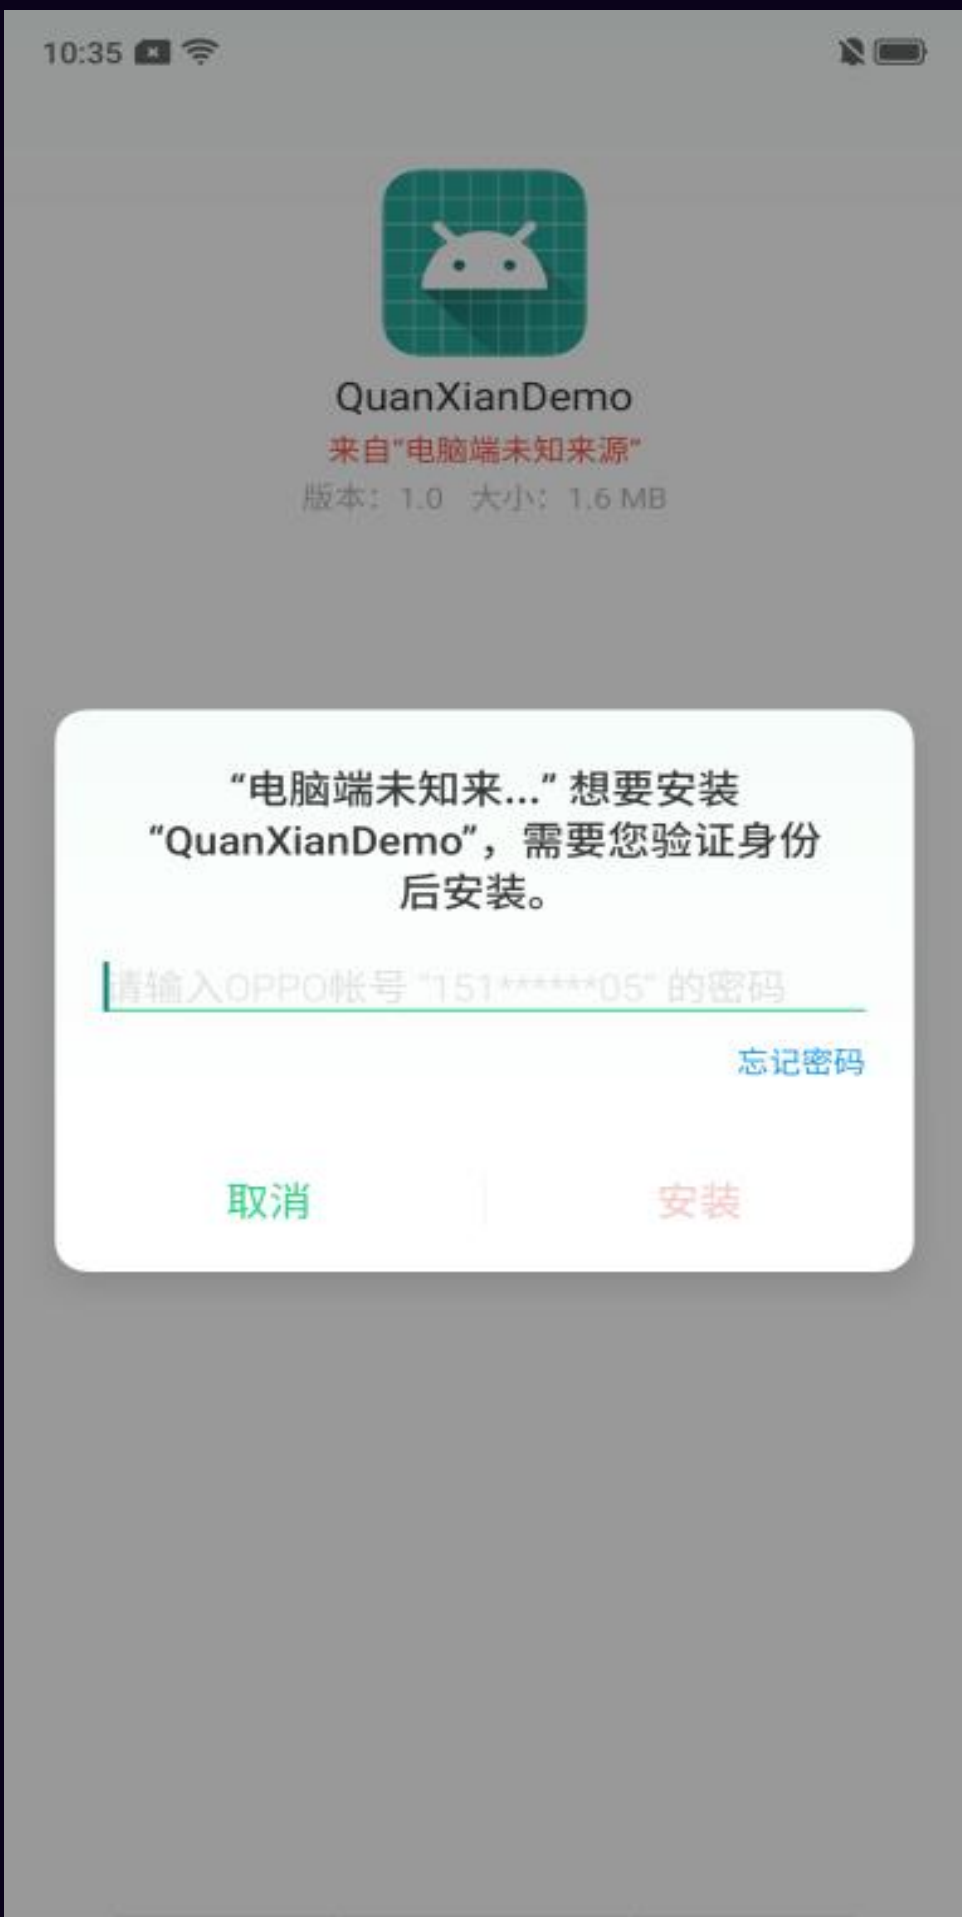 10:35
QuanXianDemo
来自“电脑端未知来源”
版本：1.0 大小：1.6 MB
“电脑端未知来...” 想要安装
“QuanXianDemo”，需要您验证身份
后安装。
请输入OPPO帐号 “151******05” 的密码
忘记密码
取消 安装